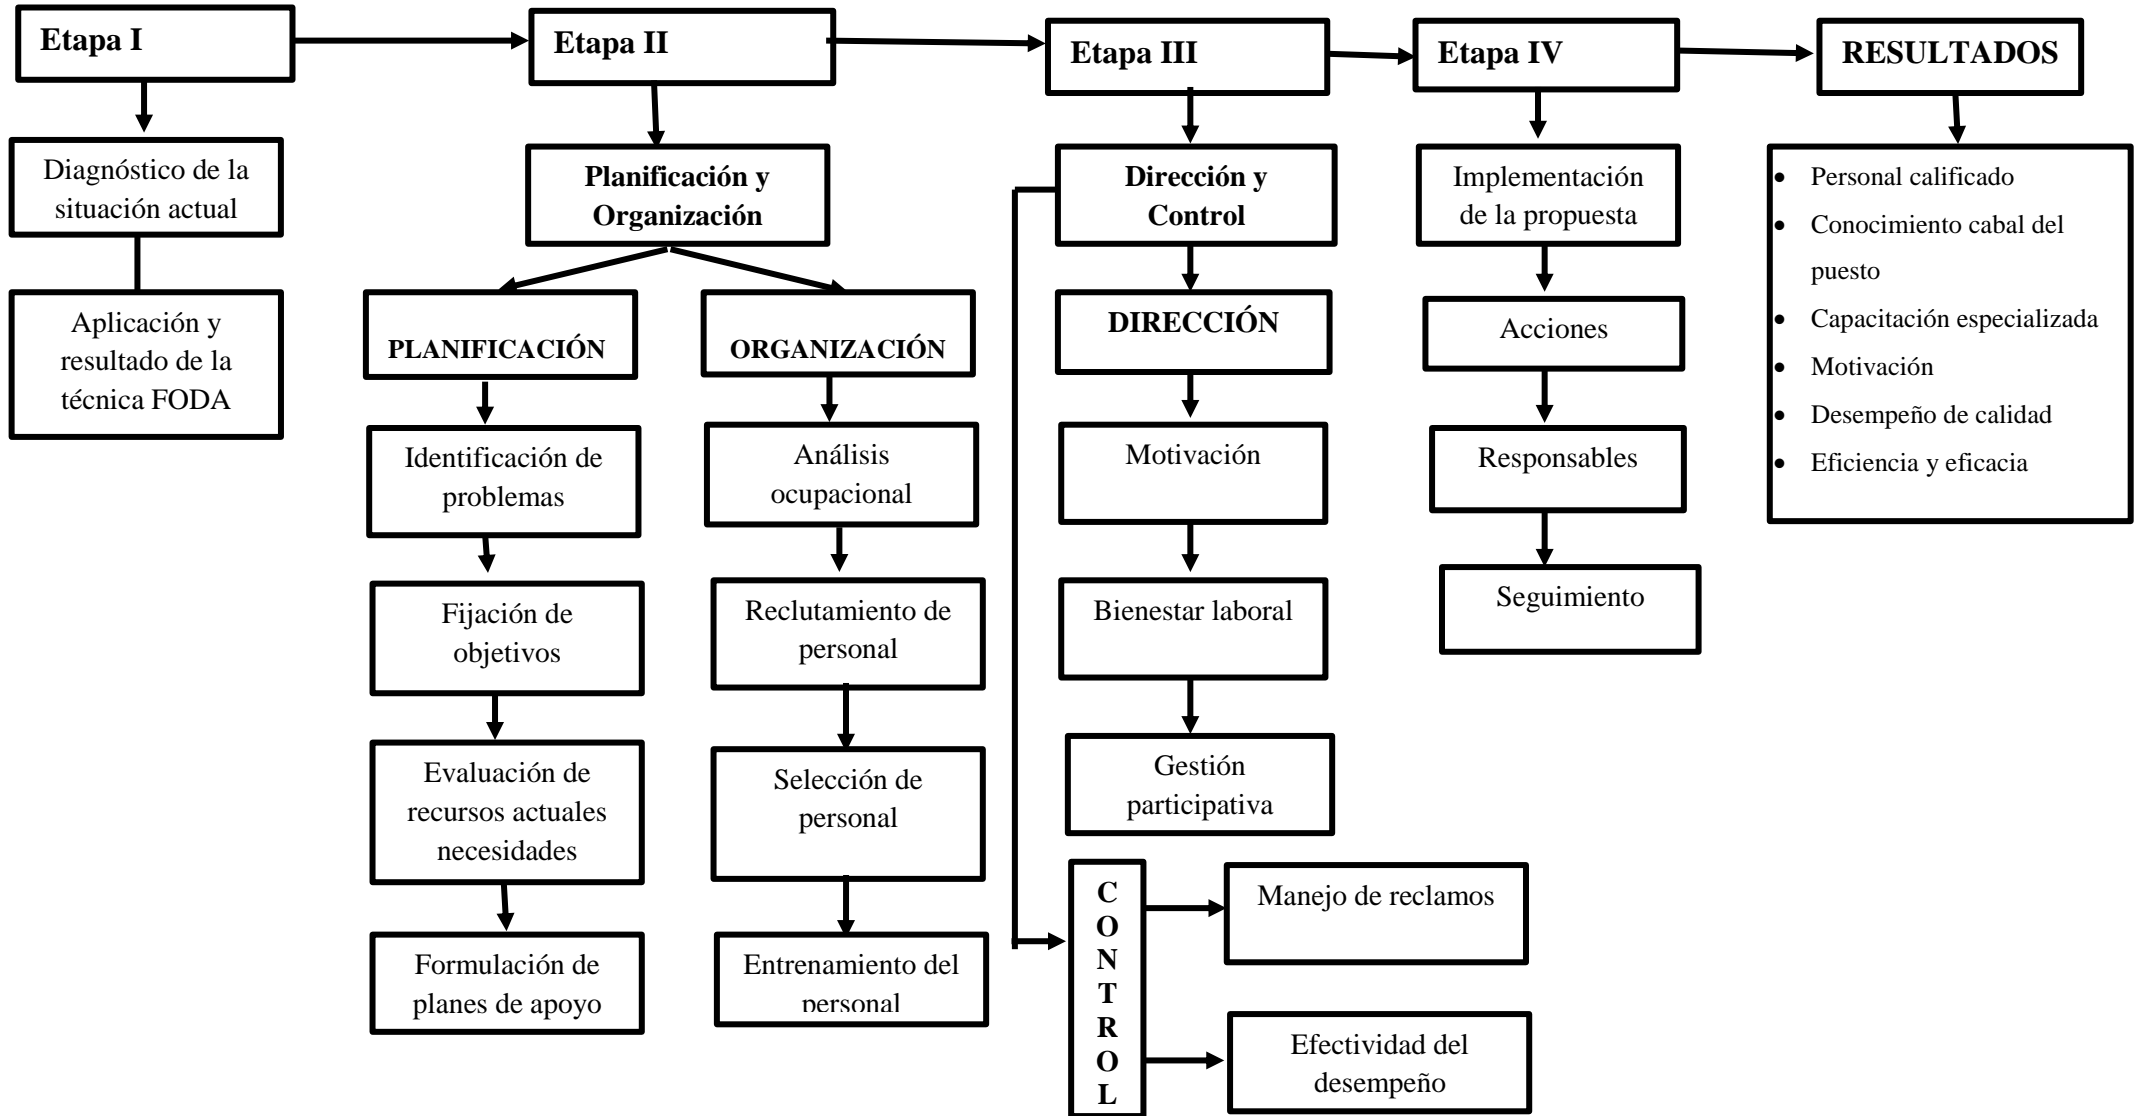 Etapa I
Etapa II
Etapa III
Etapa IV
RESULTADOS
Diagnóstico de la
situación actual
Aplicación y
resultado de la
técnica FODA
Planificación y
Organización
PLANIFICACIÓN
Identificación de
problemas
Fijación de
objetivos
Evaluación de
recursos actuales
necesidades
Formulación de
planes de apoyo
ORGANIZACIÓN
Análisis
ocupacional
Reclutamiento de
personal
Selección de
personal
Entrenamiento del
personal
Dirección y
Control
DIRECCIÓN
Motivación
Bienestar laboral
Gestión
participativa
C
O
N
T
R
O
L
Manejo de reclamos
Efectividad del
desempeño
Implementación
de la propuesta
Acciones
Responsables
Seguimiento
• Personal calificado
• Conocimiento cabal del
puesto
• Capacitación especializada
• Motivación
• Desempeño de calidad
• Eficiencia y eficacia